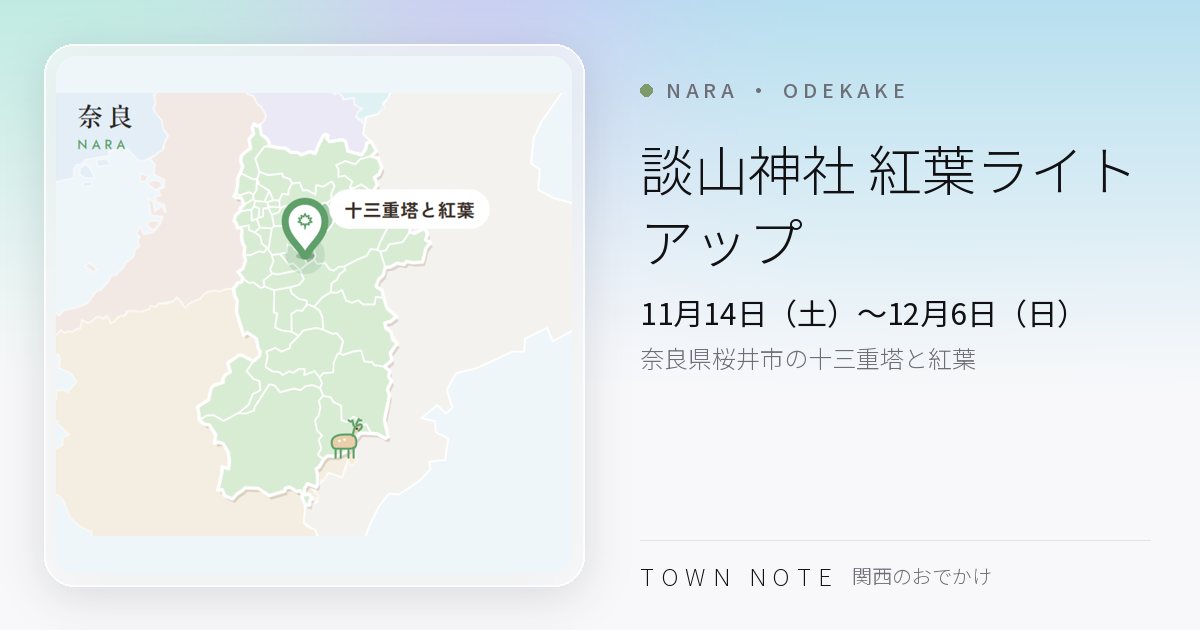 奈良
NARA
十三重塔と紅葉
NARA • ODEKAKE
談山神社 紅葉ライト
アップ
11月14日（土）〜12月6日（日）
奈良県桜井市の十三重塔と紅葉
TOWN NOTE 関西のおでかけ